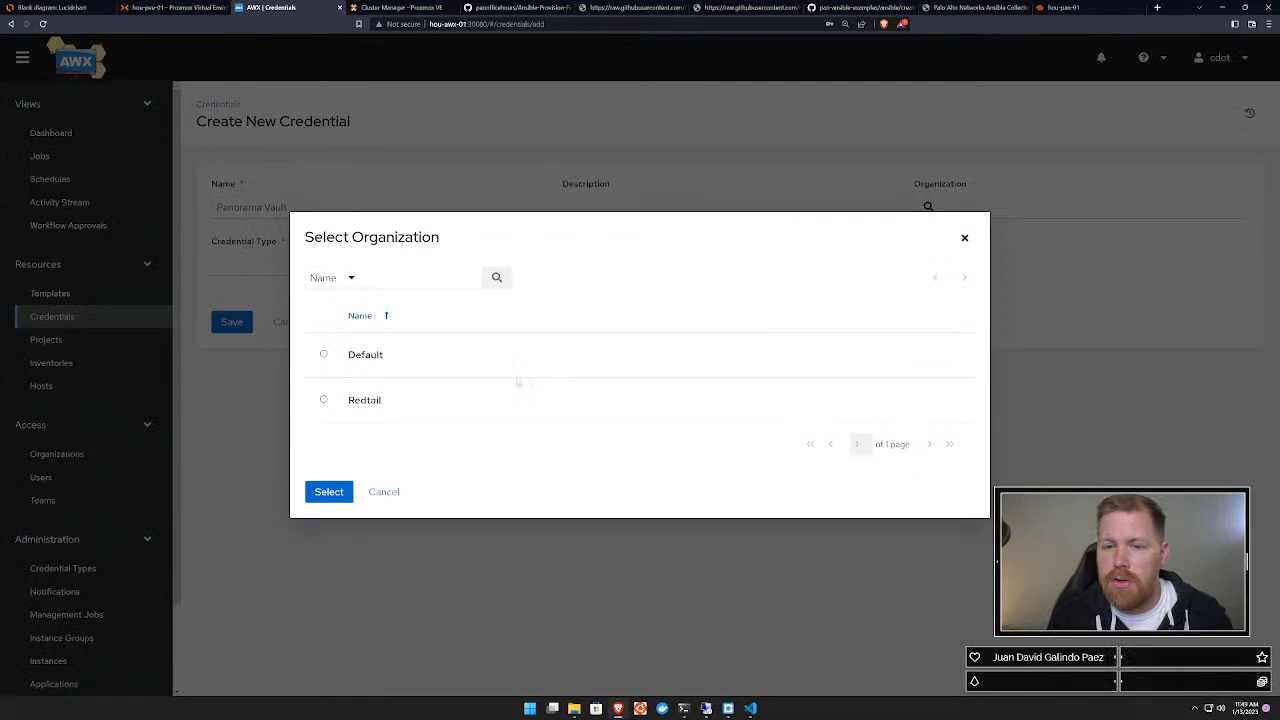 Blank diagram: Lucidchart
hou-pve-01 - Proxmox Virtual Envir
AWX | Credentials
Cluster Manager - Proxmox VE
https://raw.githubusercontent.com
https://raw.githubusercontent.com
pan-ansible-examples/ansible/creat
Palo Alto Networks Ansible Collecti
hou-pan-01
Not secure
hou-awx-01:30080/#/credentials/add
AWX
cdot
Views
Dashboard
Jobs
Schedules
Activity Stream
Workflow Approvals
Resources
Templates
Credentials
Projects
Inventories
Hosts
Access
Organizations
Users
Teams
Administration
Credential Types
Notifications
Management Jobs
Instance Groups
Instances
Applications
Credentials
Create New Credential
Name *
Description
Organization
Panorama Vault
Credential Type *
Save
Select Organization
Name
Name
Default
Redtail
1 of 1 page
Select
Cancel
Juan David Galindo Paez
11:49 AM
1/13/2023